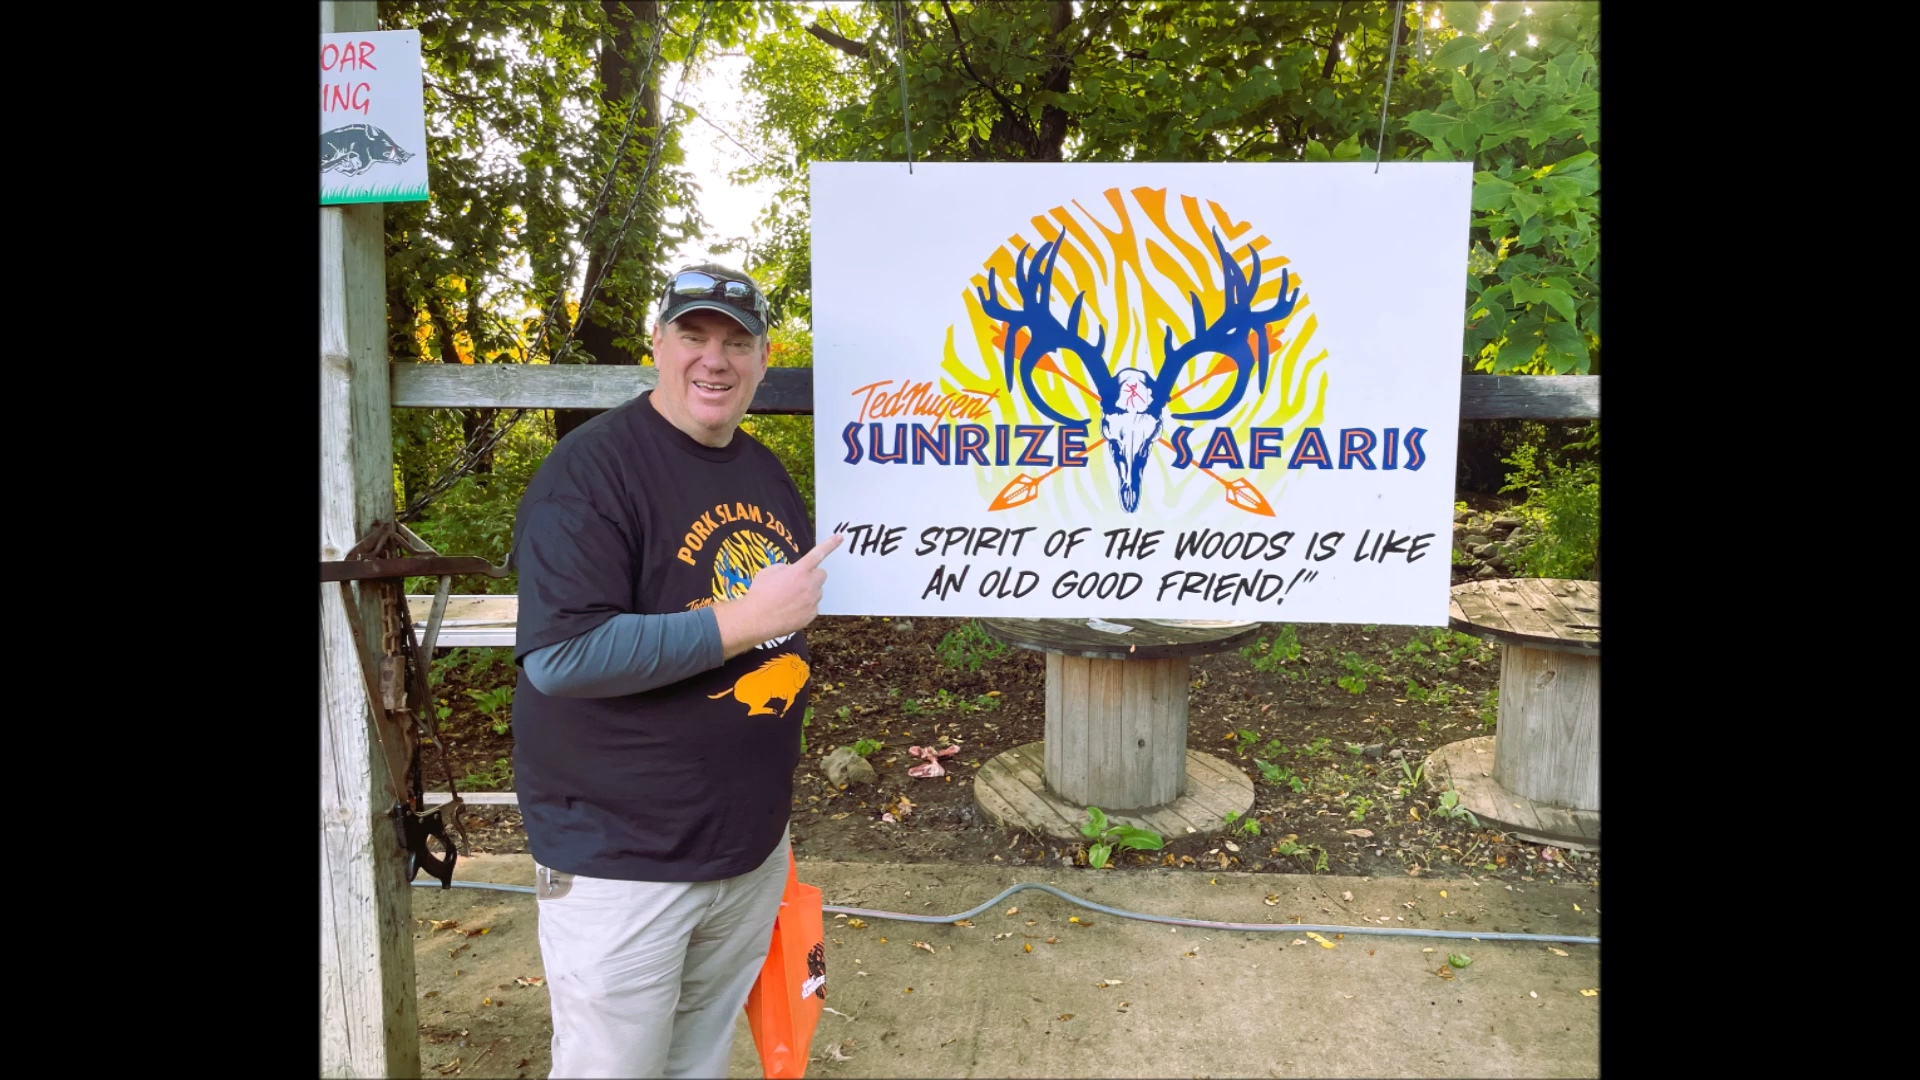 OAR
ING
Ted Nugent
SUNRIZE SAFARIS
"THE SPIRIT OF THE WOODS IS LIKE
AN OLD GOOD FRIEND!"
PORK SLAM 202